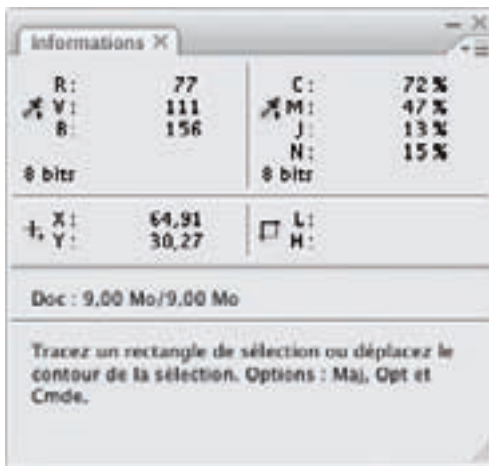 Informations
R: 77
V: 111
B: 156
8 bits
C: 72 %
M: 47 %
J: 13 %
N: 15 %
8 bits
X: 64,91
Y: 30,27
L:
H:
Doc : 9,00 Mo/9,00 Mo
Tracez un rectangle de sélection ou déplacez le
contour de la sélection. Options : Maj, Opt et
Cmde.